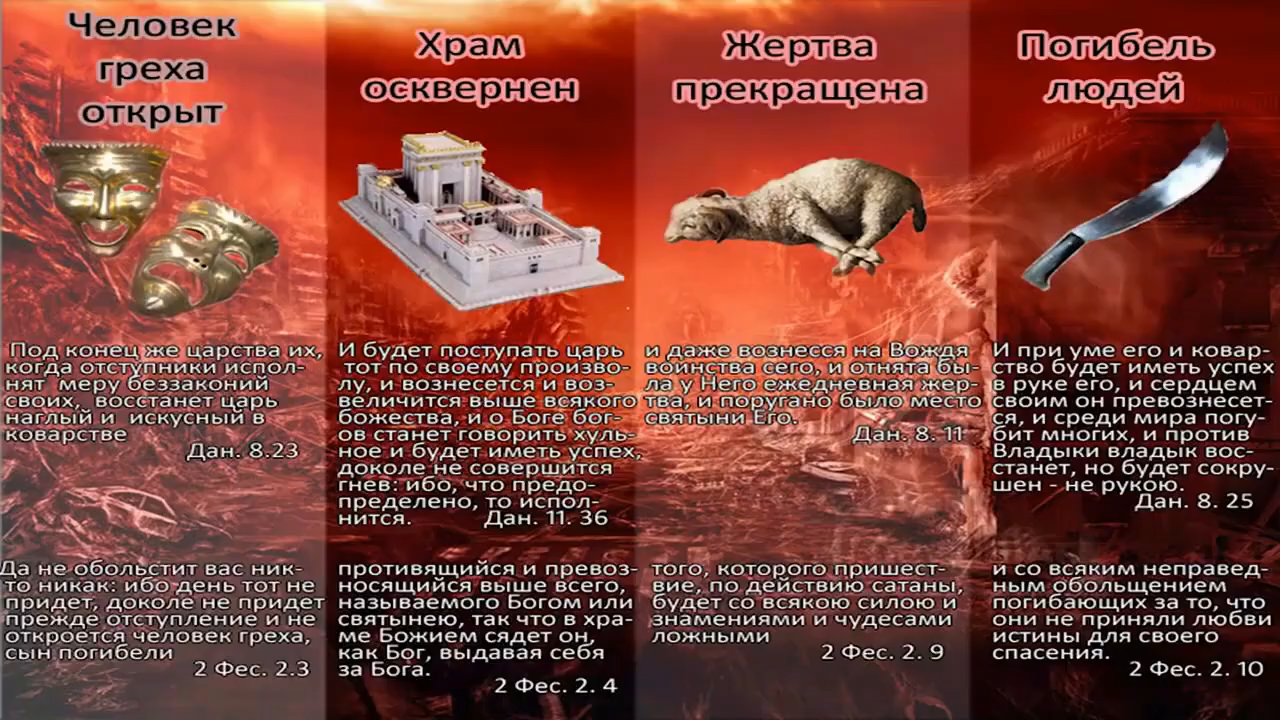 Человек
греха
открыт
Под конец же царства их,
когда отступники испол-
нят меру беззаконий
своих, восстанет царь
наглый и искусный в
коварстве
Дан. 8.23
Да не обольстит вас ник-
то никак: ибо день тот не
придет, доколе не придет
прежде отступление и не
откроется человек греха,
сын погибели
2 Фес. 2.3
Храм
осквернен
И будет поступать царь
тот по своему произво-
лу, и вознесется и воз-
величится выше всякого
божества, и о Боге бог-
ов станет говорить хуль-
ное и будет иметь успех,
доколе не совершится
гнев: ибо, что предо-
пределено, то испол-
нится. Дан. 11. 36
противящийся и превоз-
носящийся выше всего,
называемого Богом или
святынею, так что в хра-
ме Божием сядет он,
как Бог, выдавая себя
за Бога.
2 Фес. 2. 4
Жертва
прекращена
и даже вознесся на Вождя
воинства сего, и отнята бы-
ла у Него ежедневная жер-
тва, и поругано было место
святыни Его.
Дан. 8. 11
того, которого пришест-
вие, по действию сатаны,
будет со всякою силою и
знамениями и чудесами
ложными
2 Фес. 2. 9
Погибель
людей
И при уме его и ковар-
ство будет иметь успех
в руке его, и сердцем
своим он превознесет-
ся, и среди мира погу-
бит многих, и против
Владыки владык вос-
станет, но будет сокру-
шен - не рукою.
Дан. 8. 25
и со всяким неправед-
ным обольщением
погибающих за то, что
они не приняли любви
истины для своего
спасения.
2 Фес. 2. 10